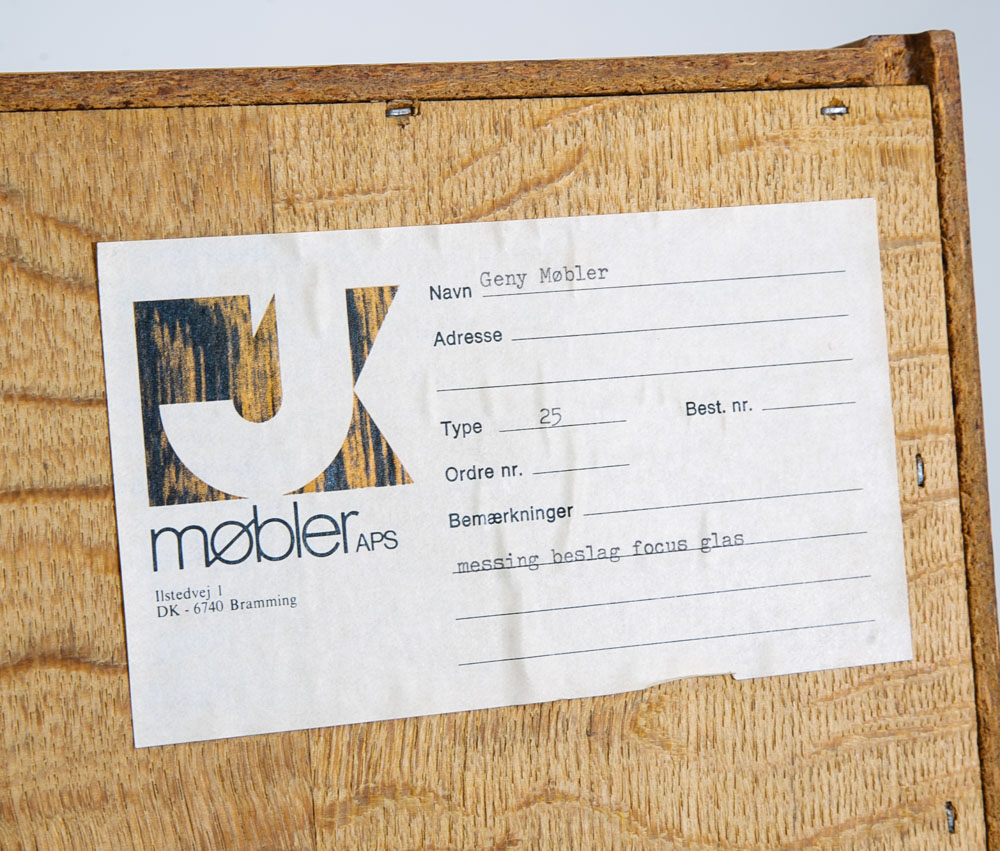 JK
møbler APS
Ilstedvej 1
DK - 6740 Bramming
Navn Geny Møbler
Adresse
Type 25 Best. nr.
Ordre nr.
Bemærkninger
messing beslag focus glas